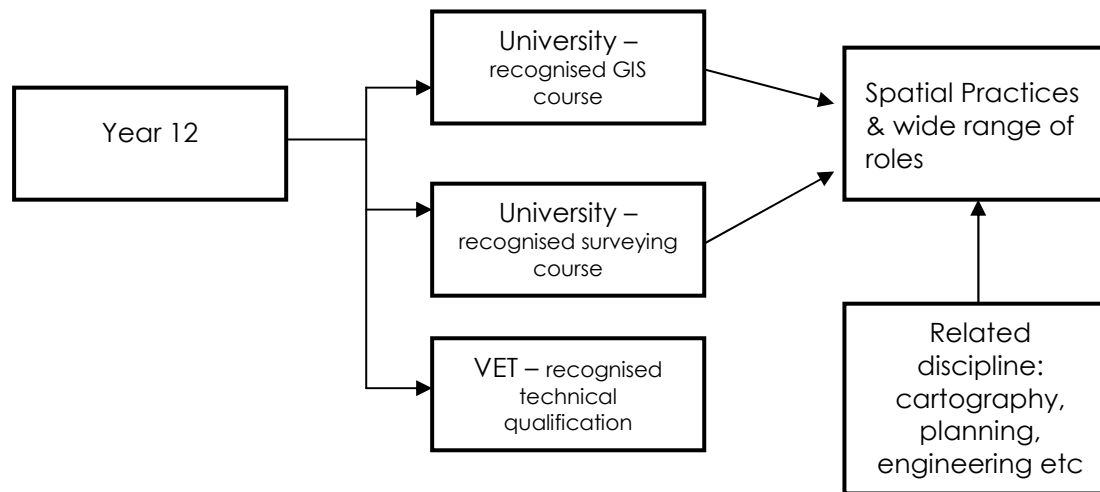 Year 12
University –
recognised GIS
course
University –
recognised surveying
course
VET – recognised
technical
qualification
Spatial Practices
& wide range of
roles
Related
discipline:
cartography,
planning,
engineering etc